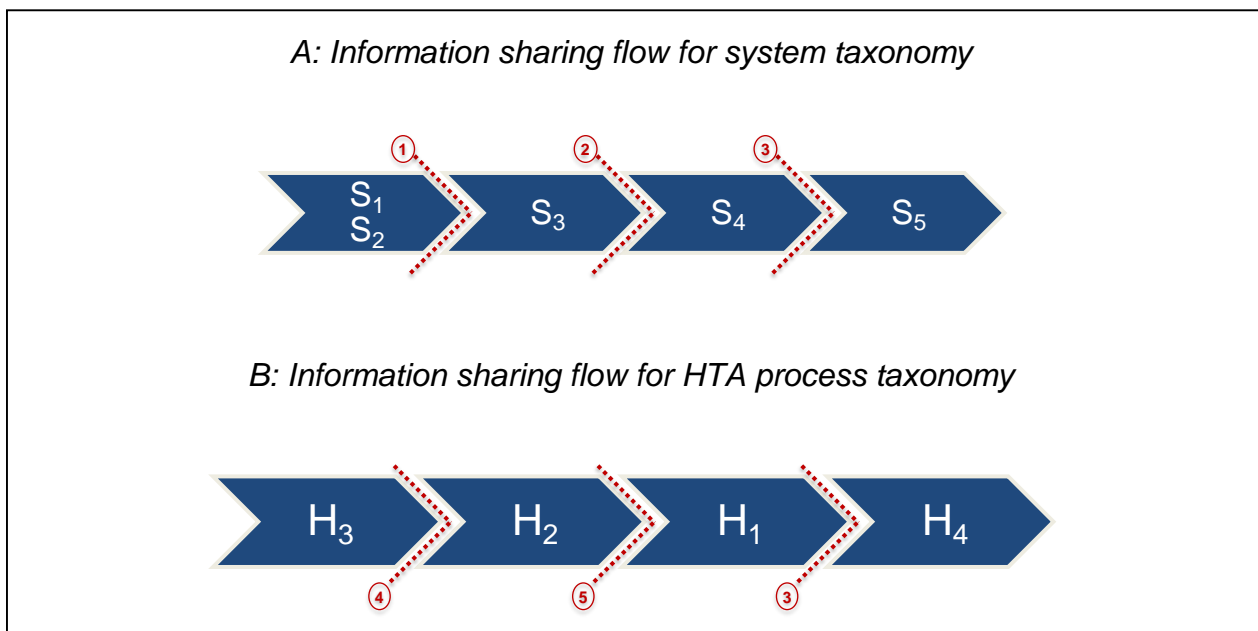 A: Information sharing flow for system taxonomy
1 2 3
S₁
S₂
S₃ S₄ S₅
B: Information sharing flow for HTA process taxonomy
H₃ H₂ H₁ H₄
4 5 3